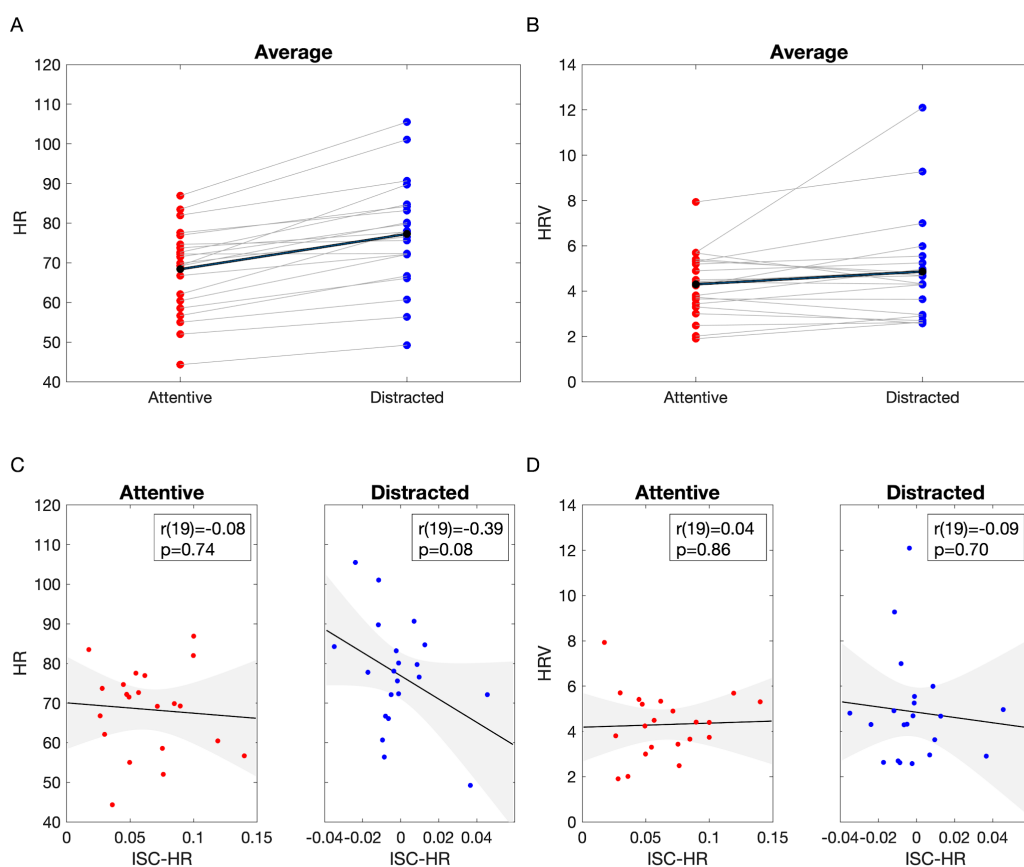 A
Average
120
110
100
90
80
70
60
50
40
HR
Attentive
Distracted
B
Average
14
12
10
8
6
4
2
0
HRV
Attentive
Distracted
C
Attentive
r(19)=-0.08
p=0.74
120
110
100
90
80
70
60
50
40
HR
0
0.05
0.1
0.15
ISC-HR
Distracted
r(19)=-0.39
p=0.08
-0.04
-0.02
0
0.02
0.04
ISC-HR
D
Attentive
r(19)=0.04
p=0.86
14
12
10
8
6
4
2
0
HRV
0
0.05
0.1
0.15
ISC-HR
Distracted
r(19)=-0.09
p=0.70
-0.04
-0.02
0
0.02
0.04
ISC-HR